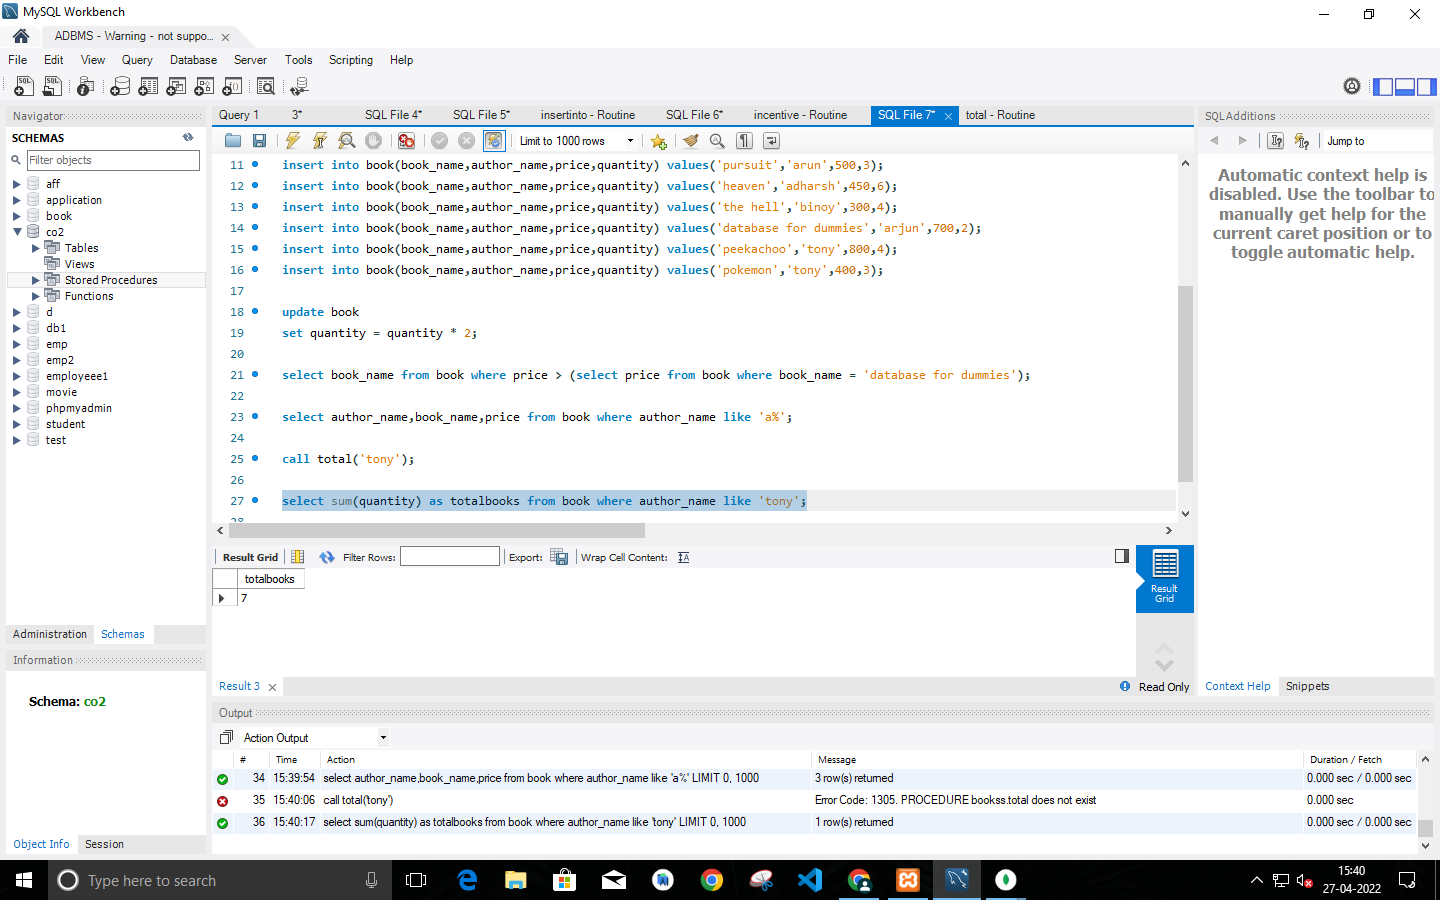 MySQL Workbench
ADBMS - Warning - not suppo...
File Edit View Query Database Server Tools Scripting Help
Navigator
SCHEMAS
Filter objects
aff
application
book
co2
Tables
Views
Stored Procedures
Functions
d
db1
emp
emp2
employeee1
movie
phpmyadmin
student
test
Administration Schemas
Information
Schema: co2
Object Info Session
Query 1 3* SQL File 4* SQL File 5* insertinto - Routine SQL File 6* incentive - Routine SQL File 7* total - Routine
Limit to 1000 rows
11 insert into book(book_name,author_name,price,quantity) values('pursuit','arun',500,3);
12 insert into book(book_name,author_name,price,quantity) values('heaven','adharsh',450,6);
13 insert into book(book_name,author_name,price,quantity) values('the hell','binoy',300,4);
14 insert into book(book_name,author_name,price,quantity) values('database for dummies','arjun',700,2);
15 insert into book(book_name,author_name,price,quantity) values('peekachoo','tony',800,4);
16 insert into book(book_name,author_name,price,quantity) values('pokemon','tony',400,3);
17
18 update book
19 set quantity = quantity * 2;
20
21 select book_name from book where price > (select price from book where book_name = 'database for dummies');
22
23 select author_name,book_name,price from book where author_name like 'a%';
24
25 call total('tony');
26
27 select sum(quantity) as totalbooks from book where author_name like 'tony';
28
Result Grid Filter Rows: Export: Wrap Cell Content:
totalbooks
7
Result
Grid
Result 3
Read Only
SQLAdditions
Jump to
Automatic context help is
disabled. Use the toolbar to
manually get help for the
current caret position or to
toggle automatic help.
Context Help Snippets
Output
Action Output
# Time Action Message Duration / Fetch
34 15:39:54 select author_name,book_name,price from book where author_name like 'a%' LIMIT 0, 1000 3 row(s) returned 0.000 sec / 0.000 sec
35 15:40:06 call total('tony') Error Code: 1305. PROCEDURE bookss.total does not exist 0.000 sec
36 15:40:17 select sum(quantity) as totalbooks from book where author_name like 'tony' LIMIT 0, 1000 1 row(s) returned 0.000 sec / 0.000 sec
Type here to search
15:40
27-04-2022